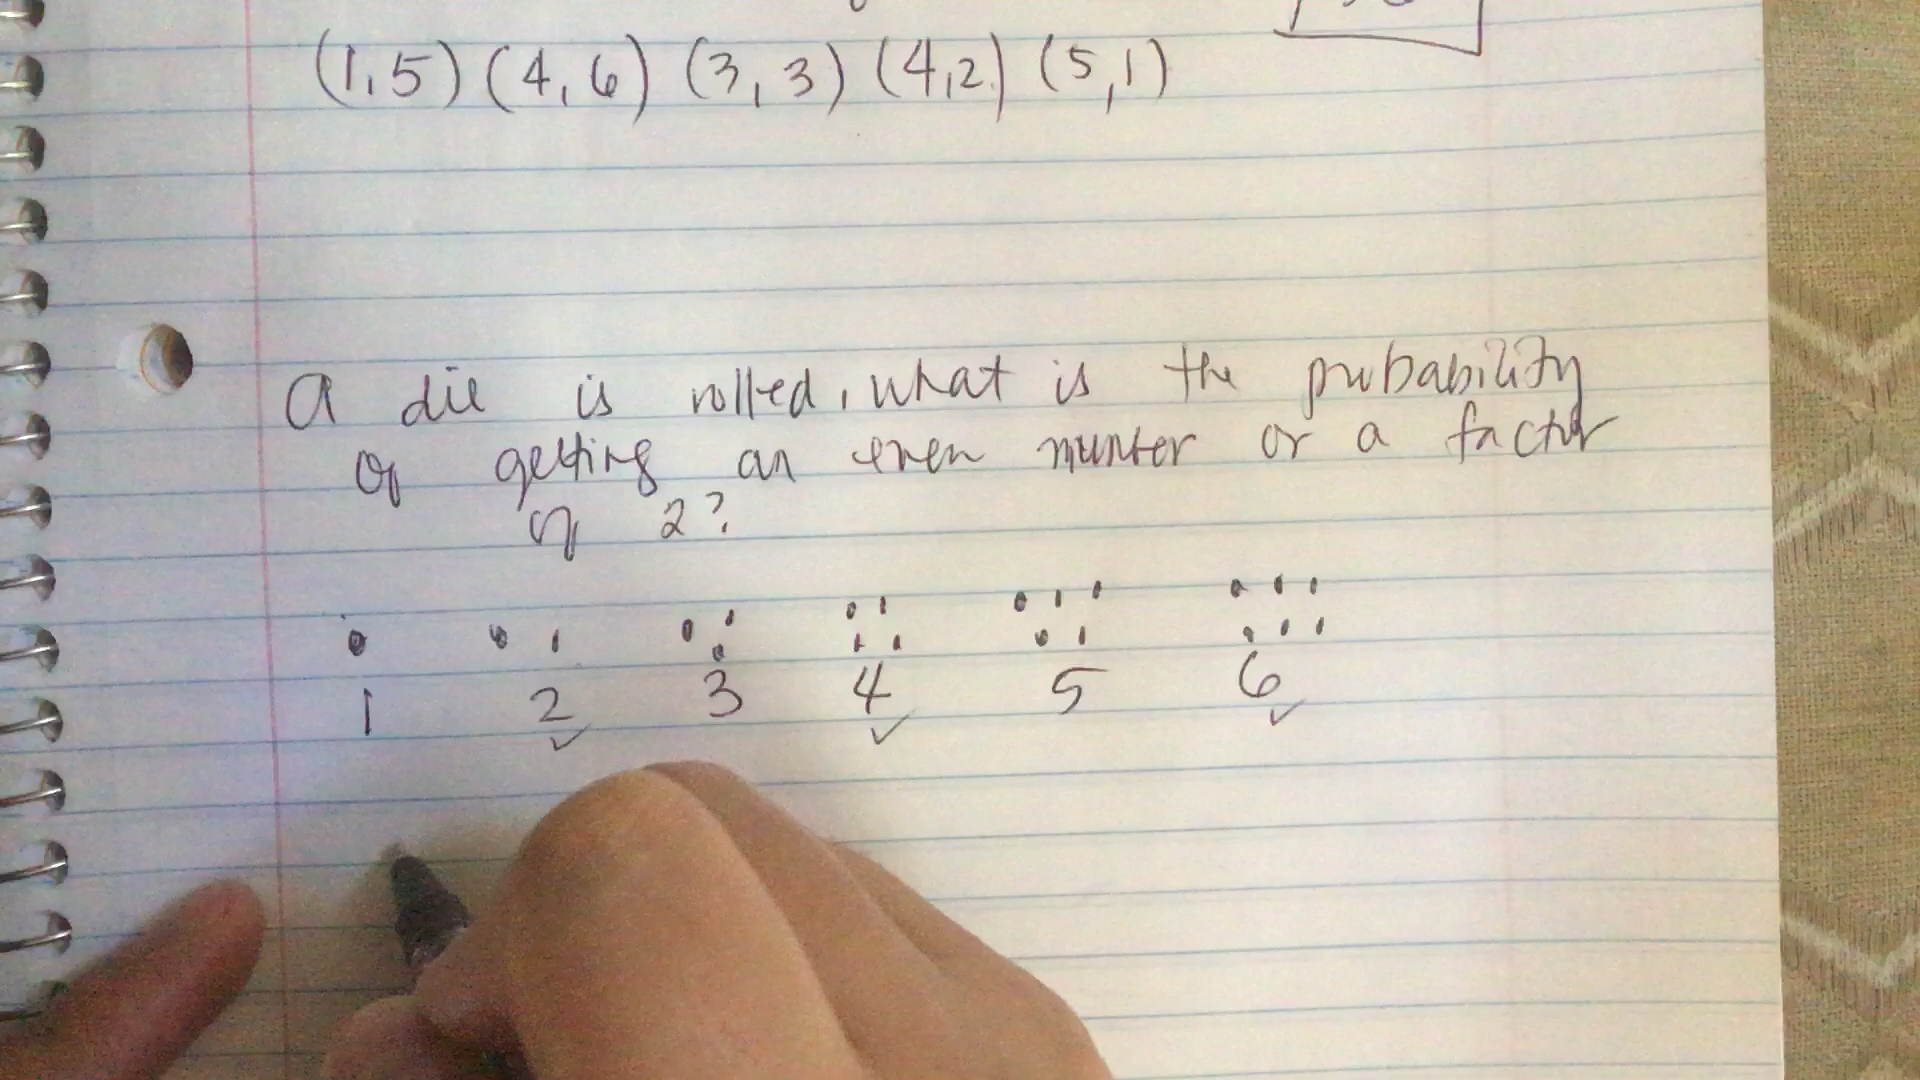 (1,5) (4,6) (3,3) (4,2) (5,1)
A die is rolled, what is the probability
of getting an even number or a factor
of 2?
1 2 3 4 5 6